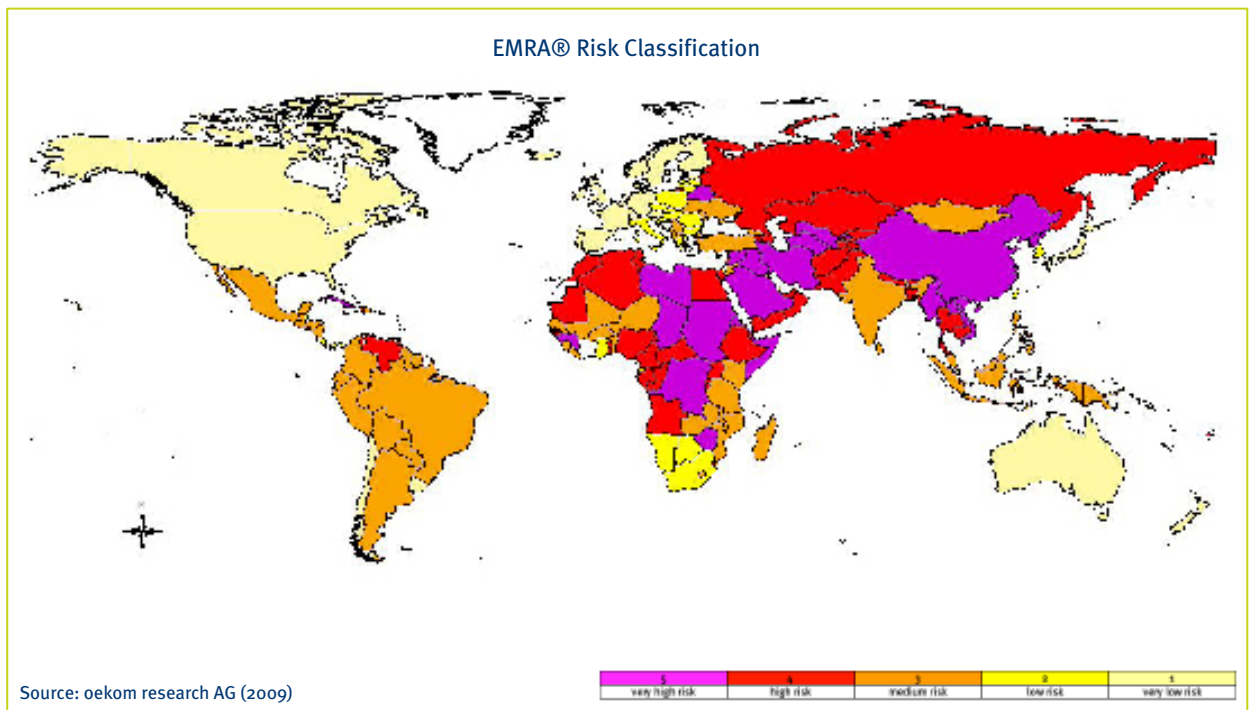 EMRA® Risk Classification
Source: oekom research AG (2009)
5 4 3 2 1
very high risk high risk medium risk low risk very low risk